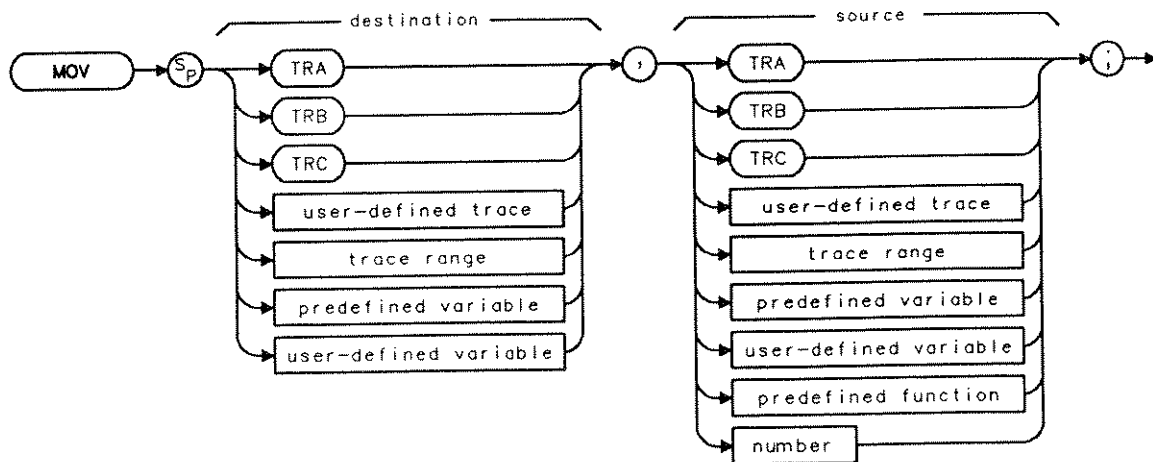 destination
source
MOV
SP
TRA
TRB
TRC
user-defined trace
trace range
predefined variable
user-defined variable
,
TRA
TRB
TRC
user-defined trace
trace range
predefined variable
user-defined variable
predefined function
number
;